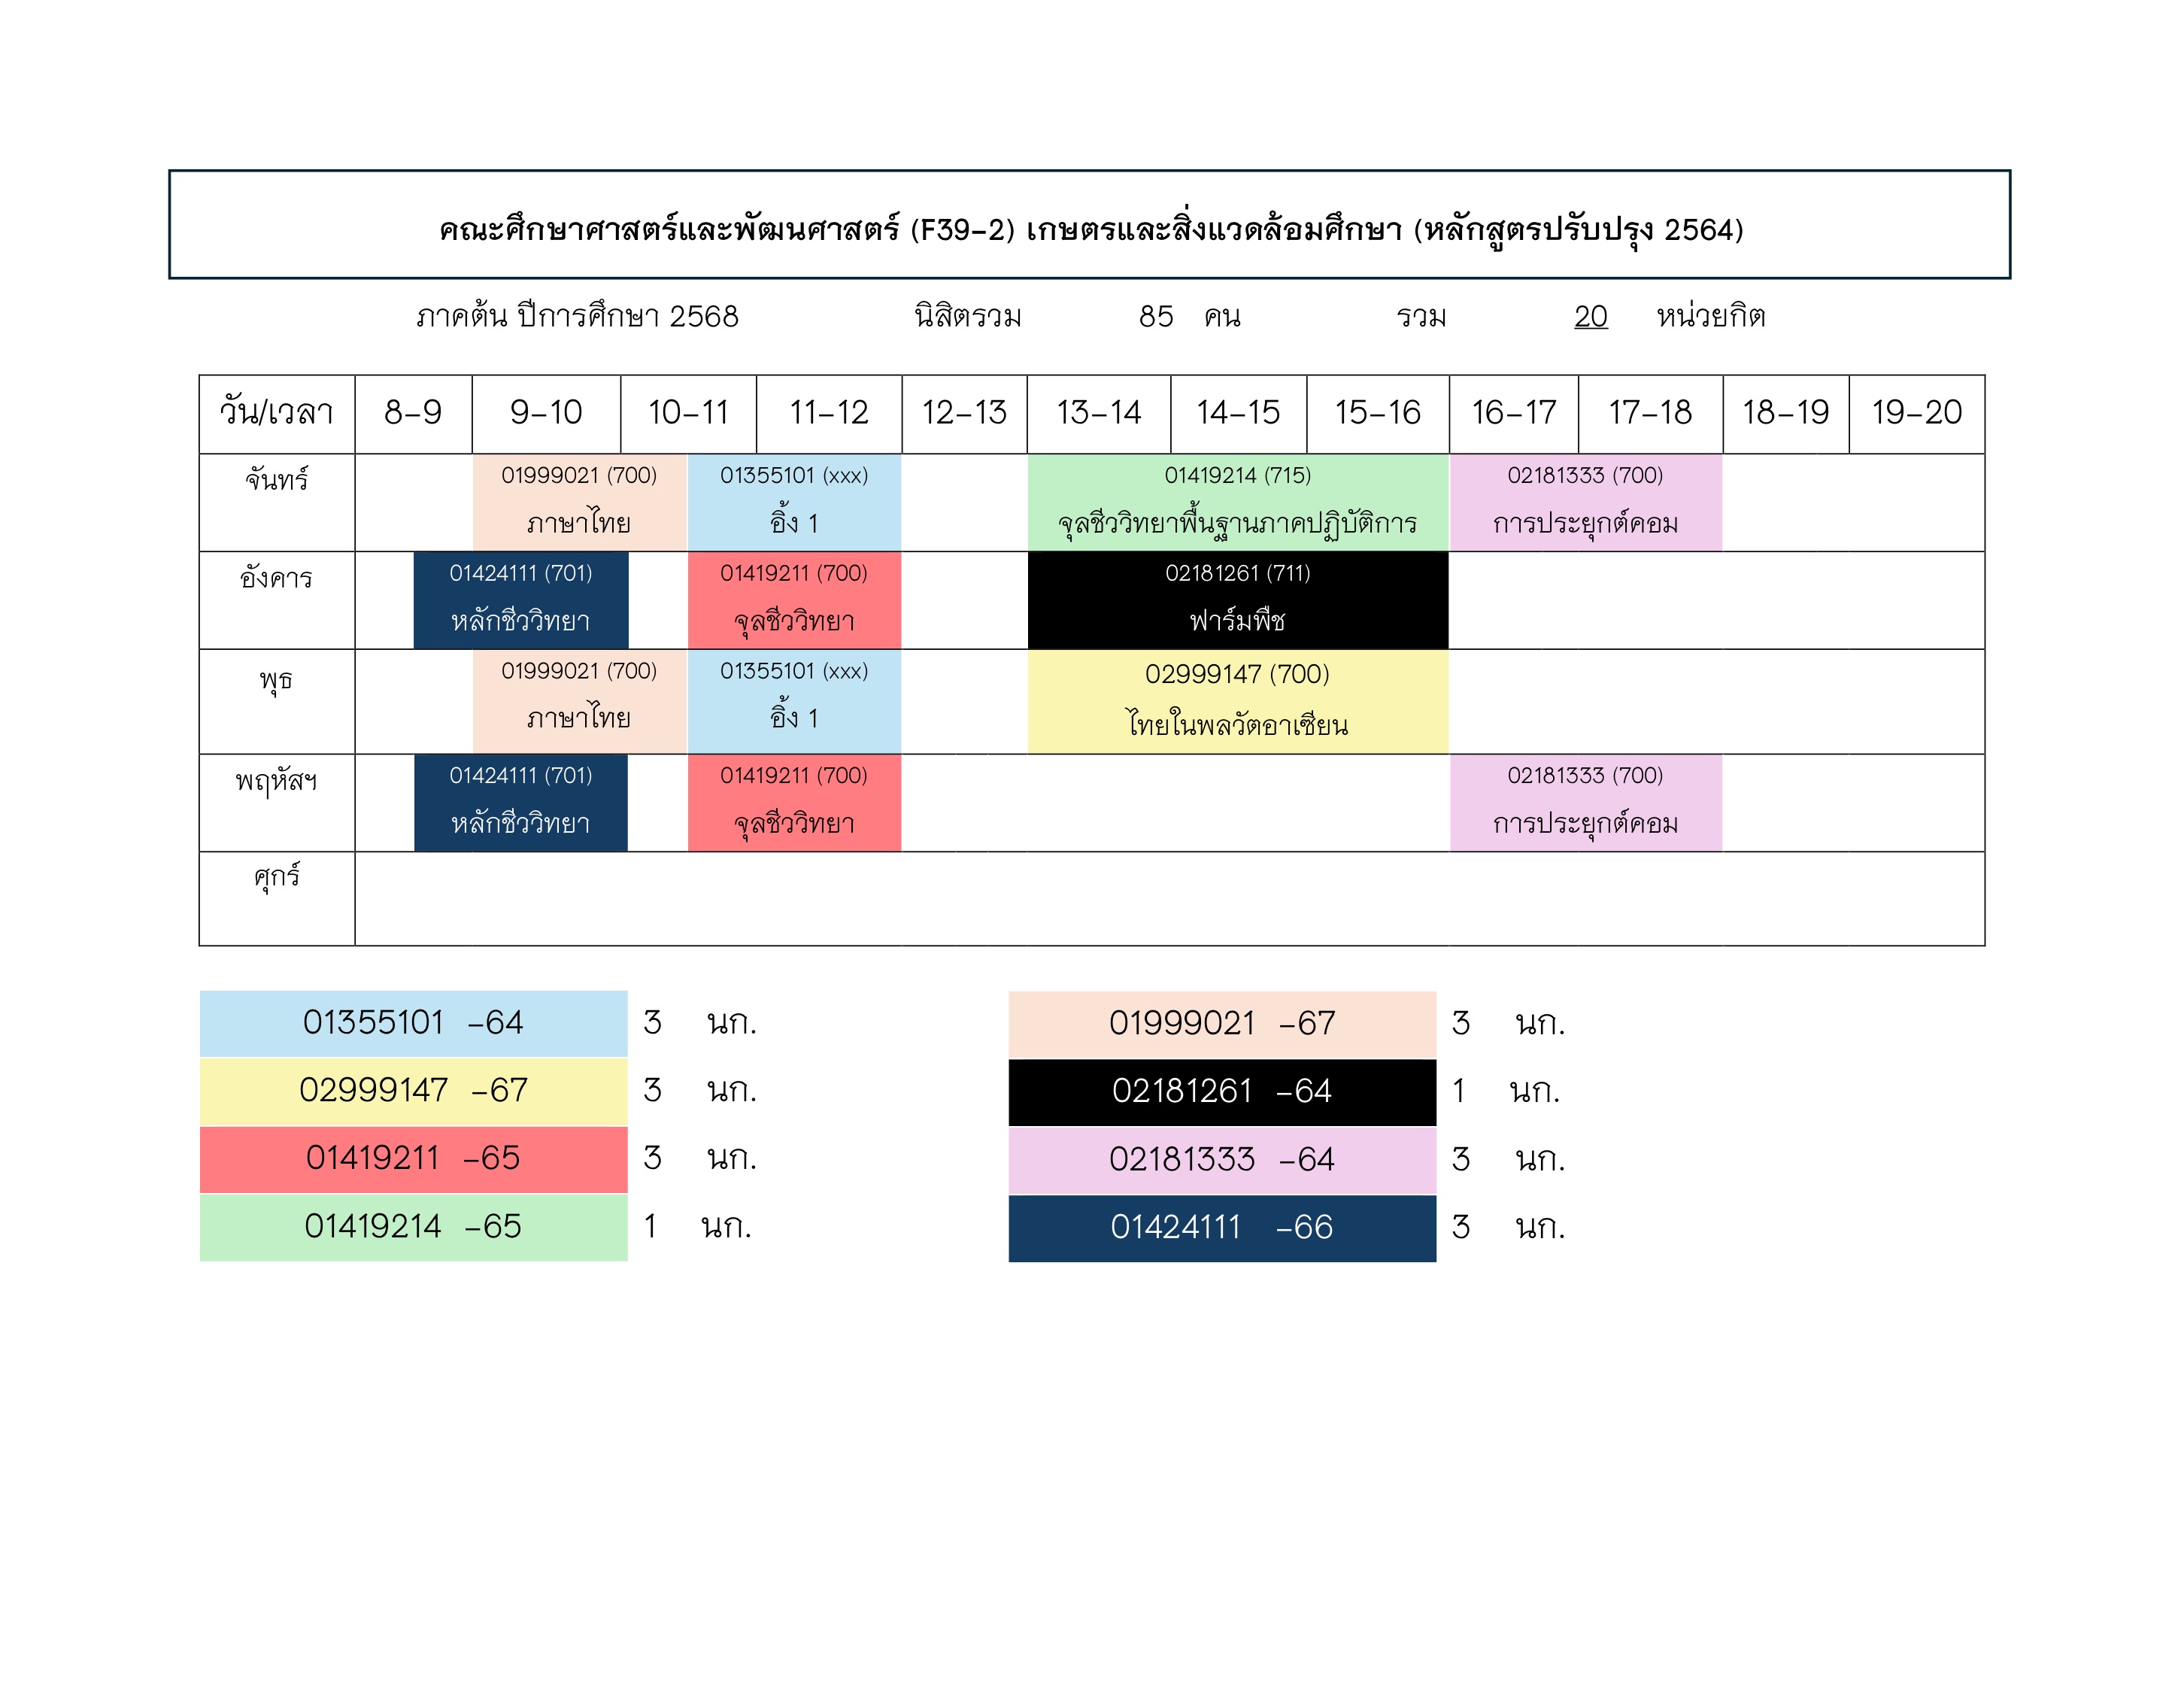 คณะศึกษาศาสตร์และพัฒนศาสตร์ (F39-2) เกษตรและสิ่งแวดล้อมศึกษา (หลักสูตรปรับปรุง 2564)
ภาคต้น ปีการศึกษา 2568 นิสิตรวม 85 คน รวม 20 หน่วยกิต
วัน/เวลา 8-9 9-10 10-11 11-12 12-13 13-14 14-15 15-16 16-17 17-18 18-19 19-20
จันทร์ 01999021 (700) 01355101 (xxx) 01419214 (715) 02181333 (700)
ภาษาไทย อิ้ง 1 จุลชีววิทยาพื้นฐานภาคปฏิบัติการ การประยุกต์คอม
อังคาร 01424111 (701) 01419211 (700) 02181261 (711)
หลักชีววิทยา จุลชีววิทยา ฟาร์มพืช
พุธ 01999021 (700) 01355101 (xxx) 02999147 (700)
ภาษาไทย อิ้ง 1 ไทยในพลวัตอาเซียน
พฤหัสฯ 01424111 (701) 01419211 (700) 02181333 (700)
หลักชีววิทยา จุลชีววิทยา การประยุกต์คอม
ศุกร์
01355101 -64 3 นก. 01999021 -67 3 นก.
02999147 -67 3 นก. 02181261 -64 1 นก.
01419211 -65 3 นก. 02181333 -64 3 นก.
01419214 -65 1 นก. 01424111 -66 3 นก.